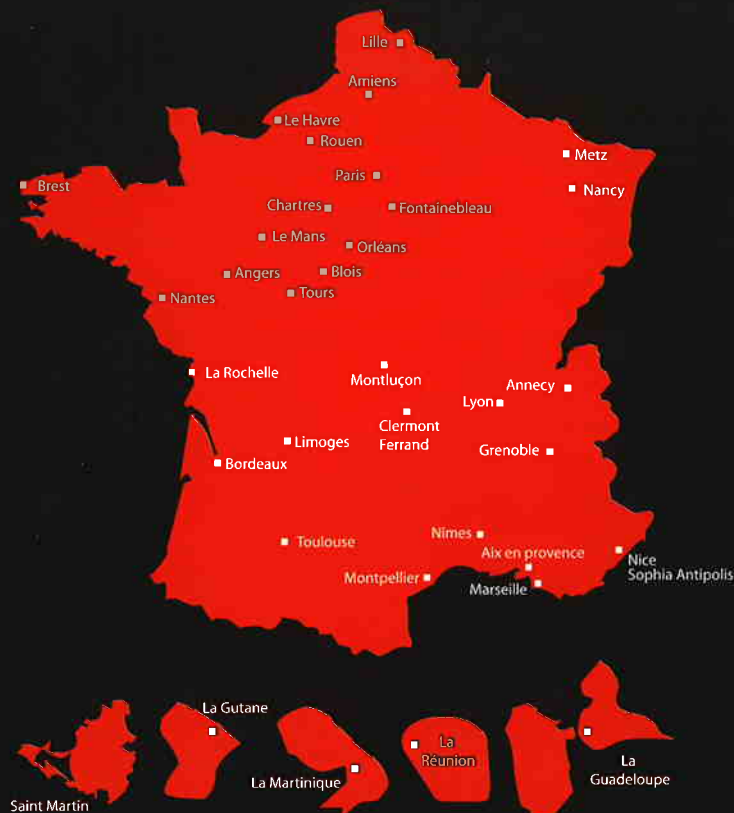 Lille
Amiens
Le Havre
Rouen
Metz
Paris
Brest
Nancy
Chartres
Fontainebleau
Le Mans
Orléans
Angers
Blois
Nantes
Tours
La Rochelle
Montluçon
Annecy
Lyon
Clermont
Ferrand
Limoges
Grenoble
Bordeaux
Toulouse
Nimes
Aix en provence
Nice
Sophia Antipolis
Montpellier
Marseille
La Gutane
La
Réunion
La Martinique
La
Guadeloupe
Saint Martin